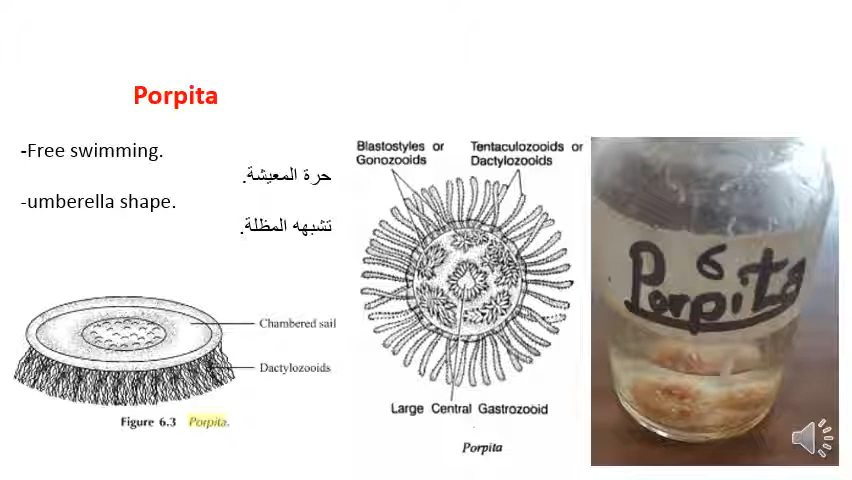 Porpita
-Free swimming.
حرة المعيشة.
-umberella shape.
تشبهه المظلة.
Chambered sail
Dactylozooids
Figure 6.3 Porpita.
Blastostyles or
Gonozooids
Tentaculozooids or
Dactylozooids
Large Central Gastrozooid
Porpita
6
Porpita